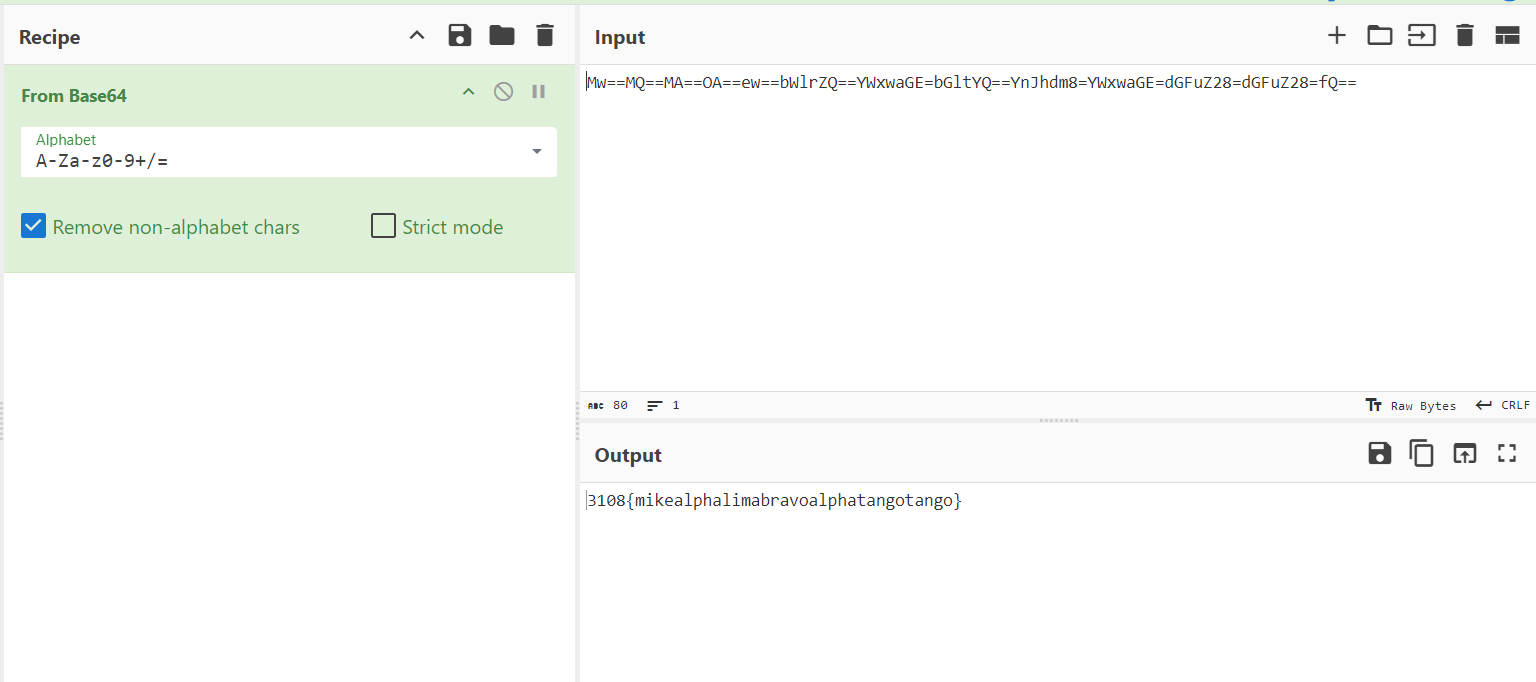 Recipe
From Base64
Alphabet
A-Za-z0-9+/=
Remove non-alphabet chars
Strict mode
Input
Mw==MQ==MA==OA==ew==bWlrZQ==YWxwaGE=bGltYQ==YnJhdm8=YWxwaGE=dGFuZ28=dGFuZ28=fQ==
ABC 80 1
Tт Raw Bytes CRLF
Output
3108{mikealphalimabravoalphatangotango}